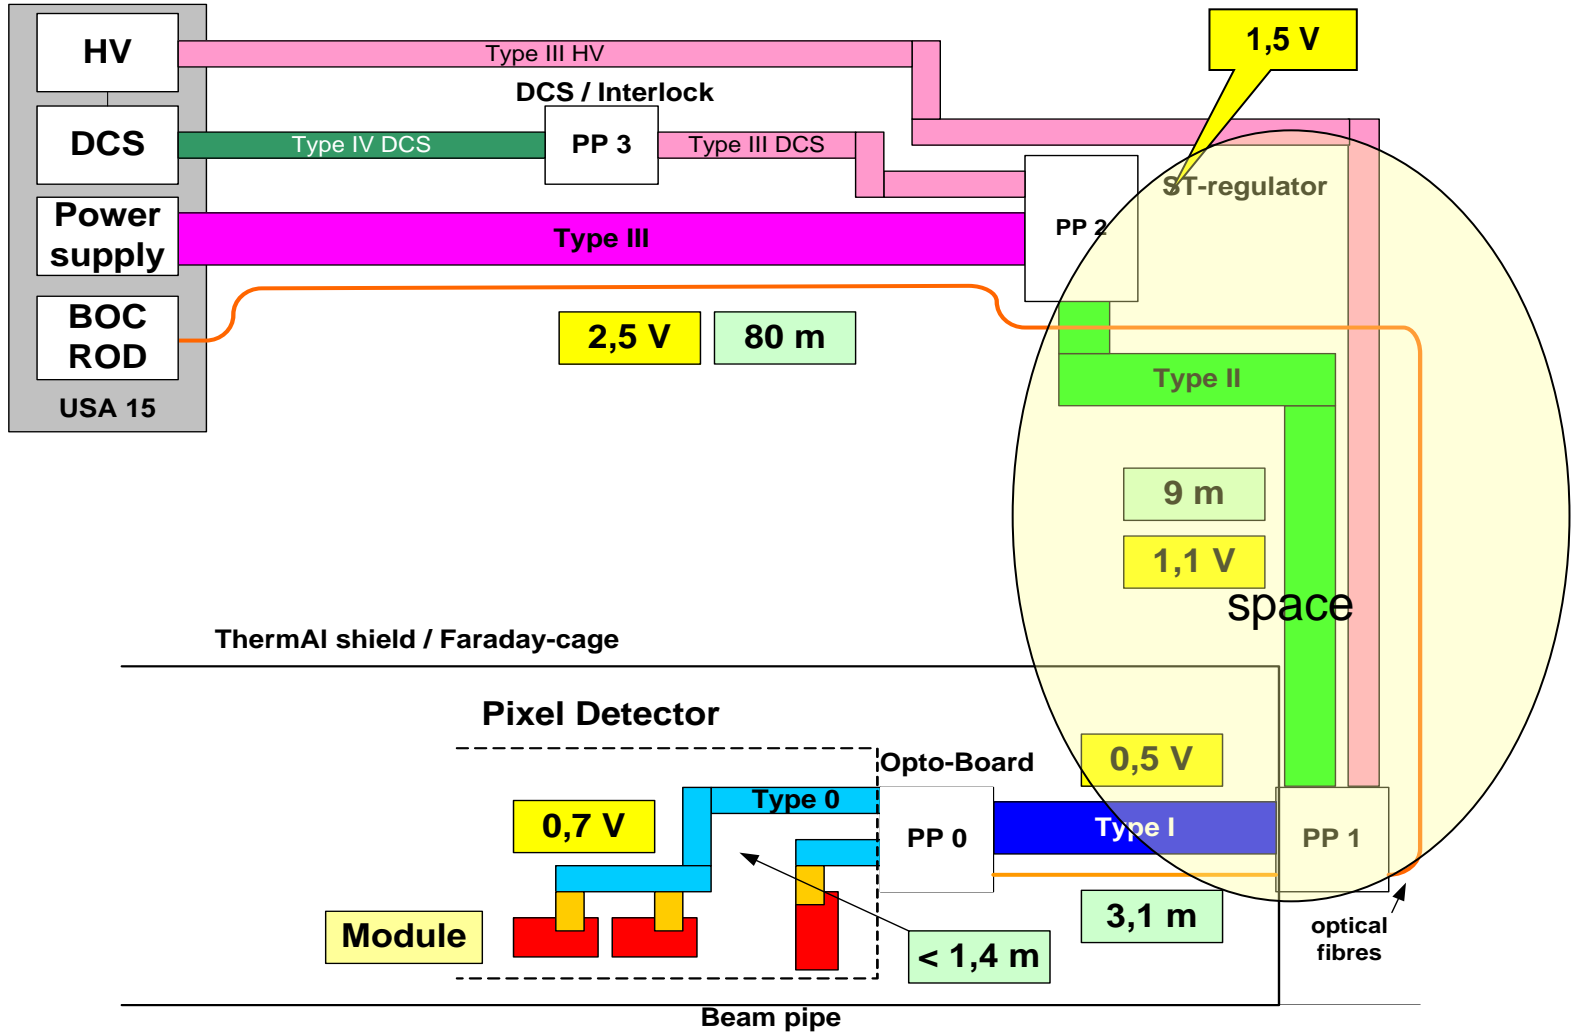 HV
Type III HV
1,5 V
DCS / Interlock
DCS
Type IV DCS
PP 3
Type III DCS
ST-regulator
Power
supply
Type III
PP 2
BOC
ROD
2,5 V
80 m
USA 15
Type II
9 m
1,1 V
space
ThermAl shield / Faraday-cage
Pixel Detector
Opto-Board
0,5 V
Type 0
0,7 V
PP 0
Type I
PP 1
Module
3,1 m
< 1,4 m
optical
fibres
Beam pipe